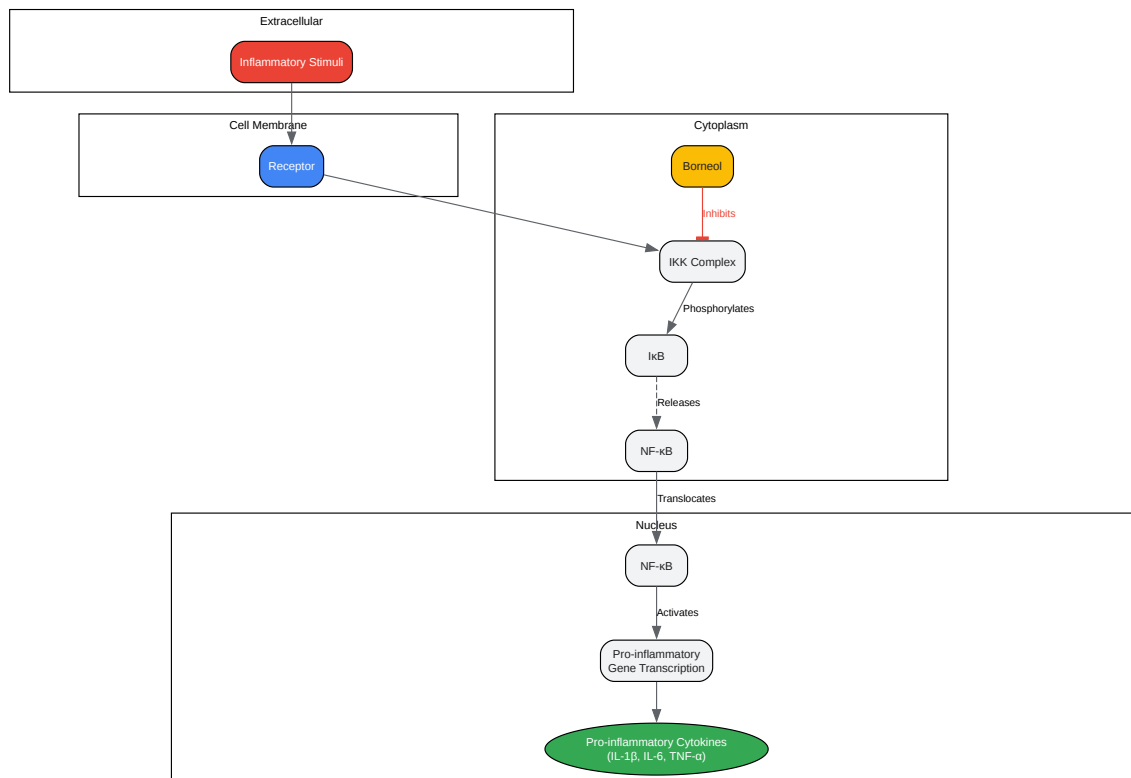 Extracellular
Inflammatory Stimuli
Cell Membrane
Receptor
Cytoplasm
Borneol
Inhibits
IKK Complex
Phosphorylates
IκB
Releases
NF-κB
Translocates
Nucleus
NF-κB
Activates
Pro-inflammatory
Gene Transcription
Pro-inflammatory Cytokines
(IL-1β, IL-6, TNF-α)